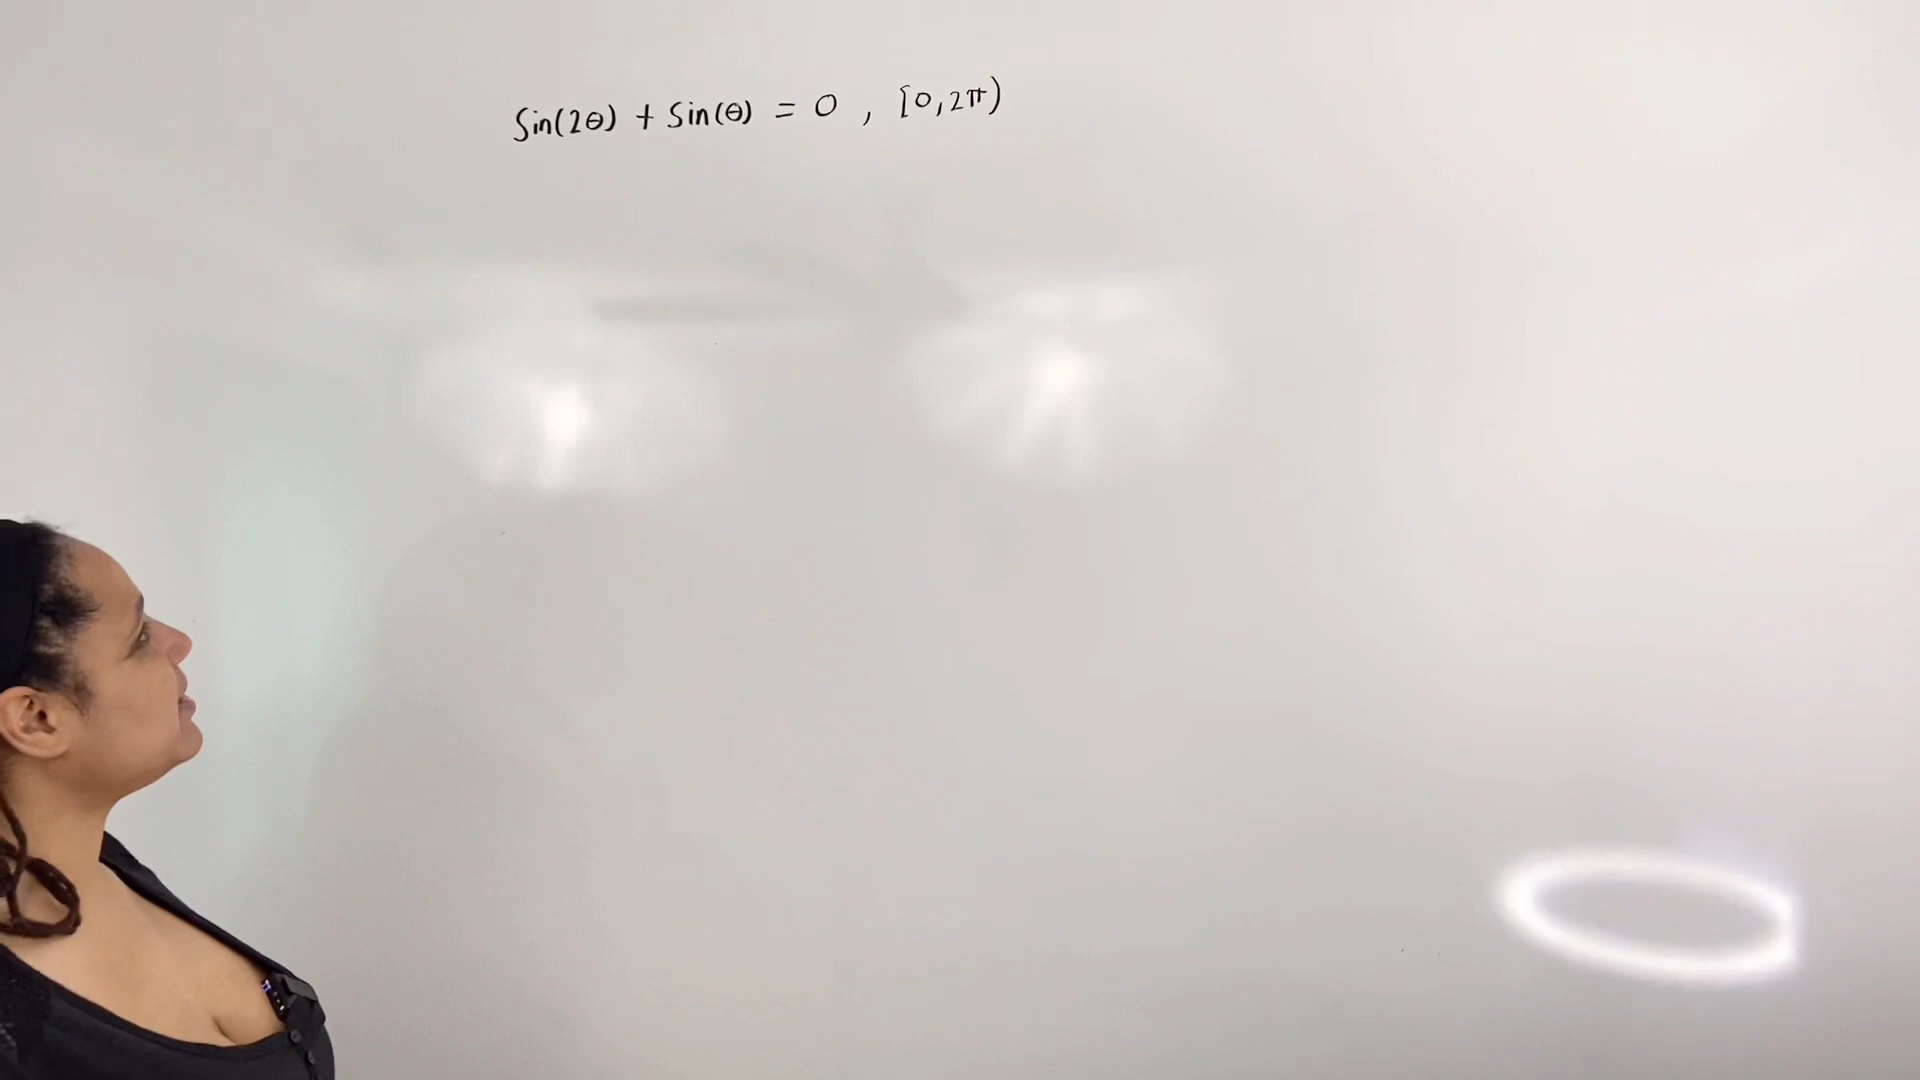 Sin(2θ) + Sin(θ) = 0 , [0,2π)